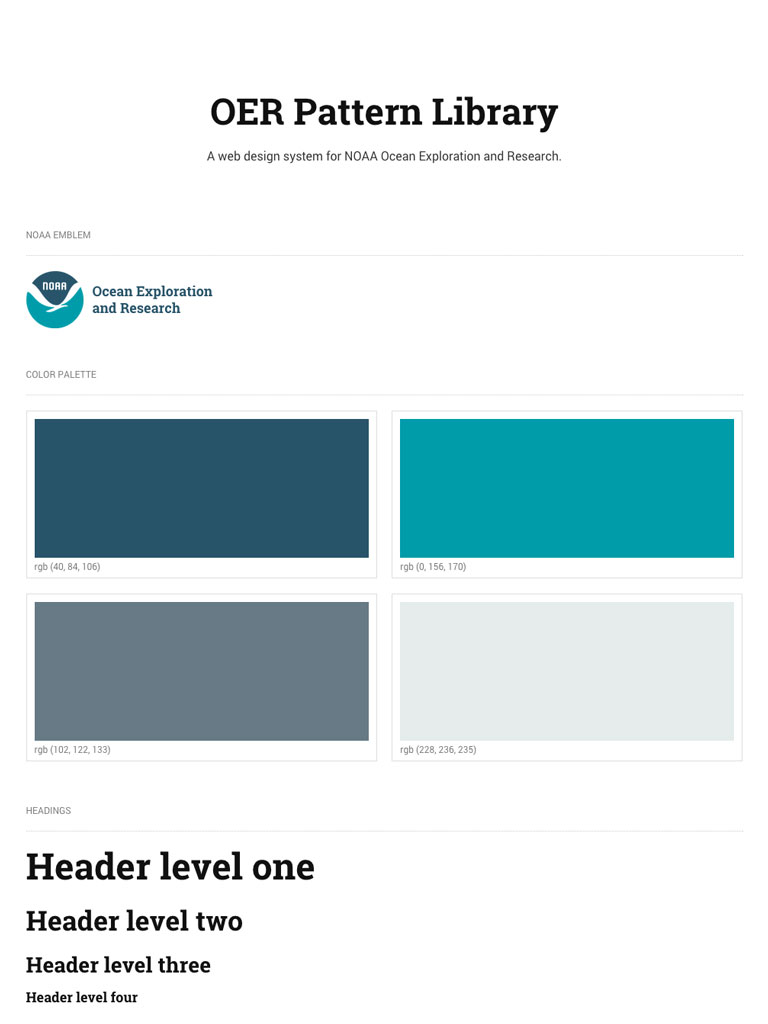 OER Pattern Library
A web design system for NOAA Ocean Exploration and Research.
NOAA EMBLEM
NOAA
Ocean Exploration
and Research
COLOR PALETTE
rgb (40, 84, 106)
rgb (0, 156, 170)
rgb (102, 122, 133)
rgb (228, 236, 235)
HEADINGS
Header level one
Header level two
Header level three
Header level four